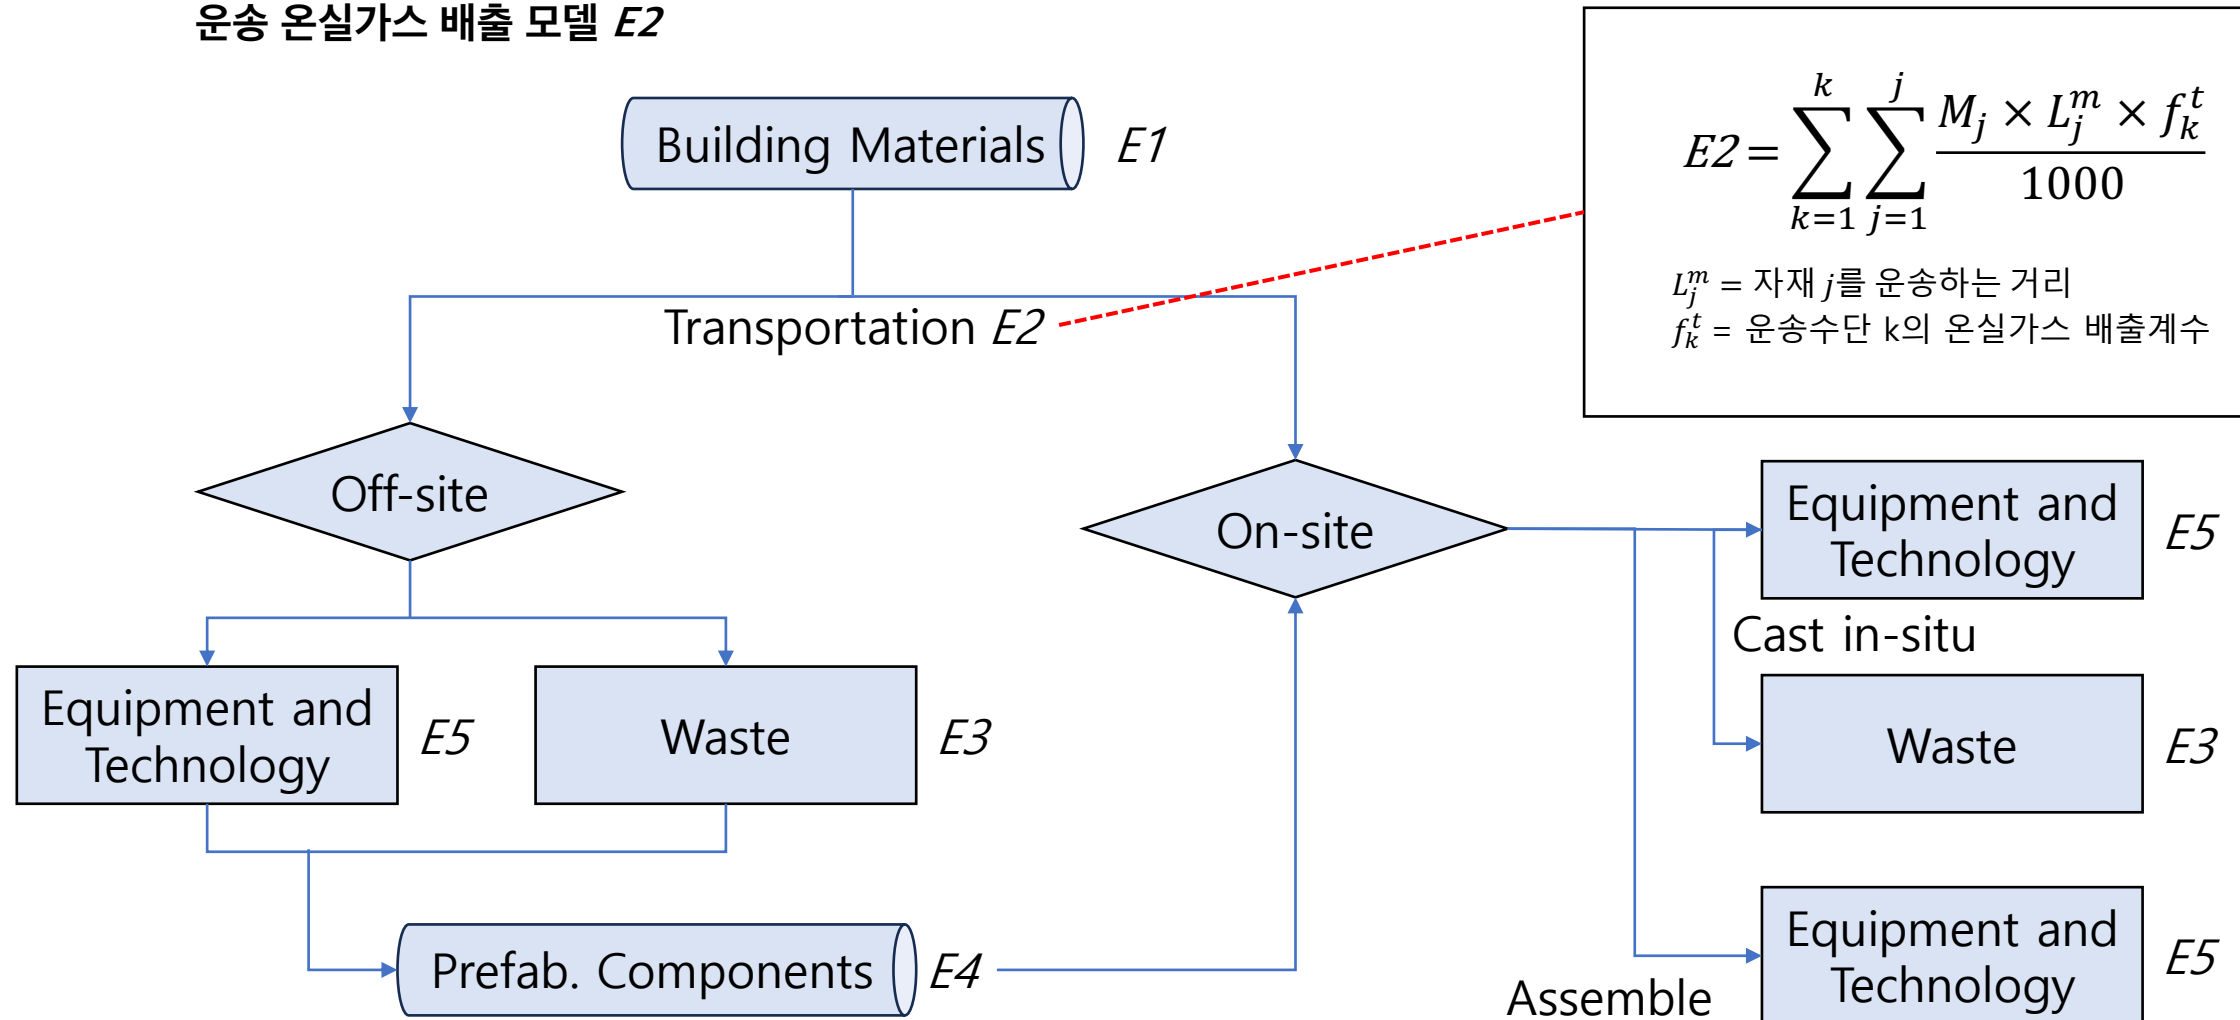 운송 온실가스 배출 모델 E2
Building Materials E1
E2 = \sum_{k=1}^{k} \sum_{j=1}^{j} \frac{M_j × L_j^m × f_k^t}{1000}
L_j^m = 자재 j를 운송하는 거리
f_k^t = 운송수단 k의 온실가스 배출계수
Transportation E2
Off-site
On-site
Equipment and
Technology
E5
Cast in-situ
Waste E3
Equipment and
Technology
E5
Waste E3
Prefab. Components E4
Assemble
Equipment and
Technology
E5